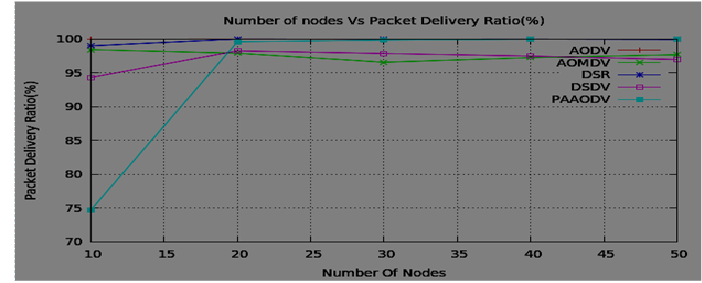 Number of nodes Vs Packet Delivery Ratio(%)
Packet Delivery Ratio(%)
100
95
90
85
80
75
70
10 15 20 25 30 35 40 45 50
Number Of Nodes
AODV
AOMDV
DSR
DSDV
PAAODV